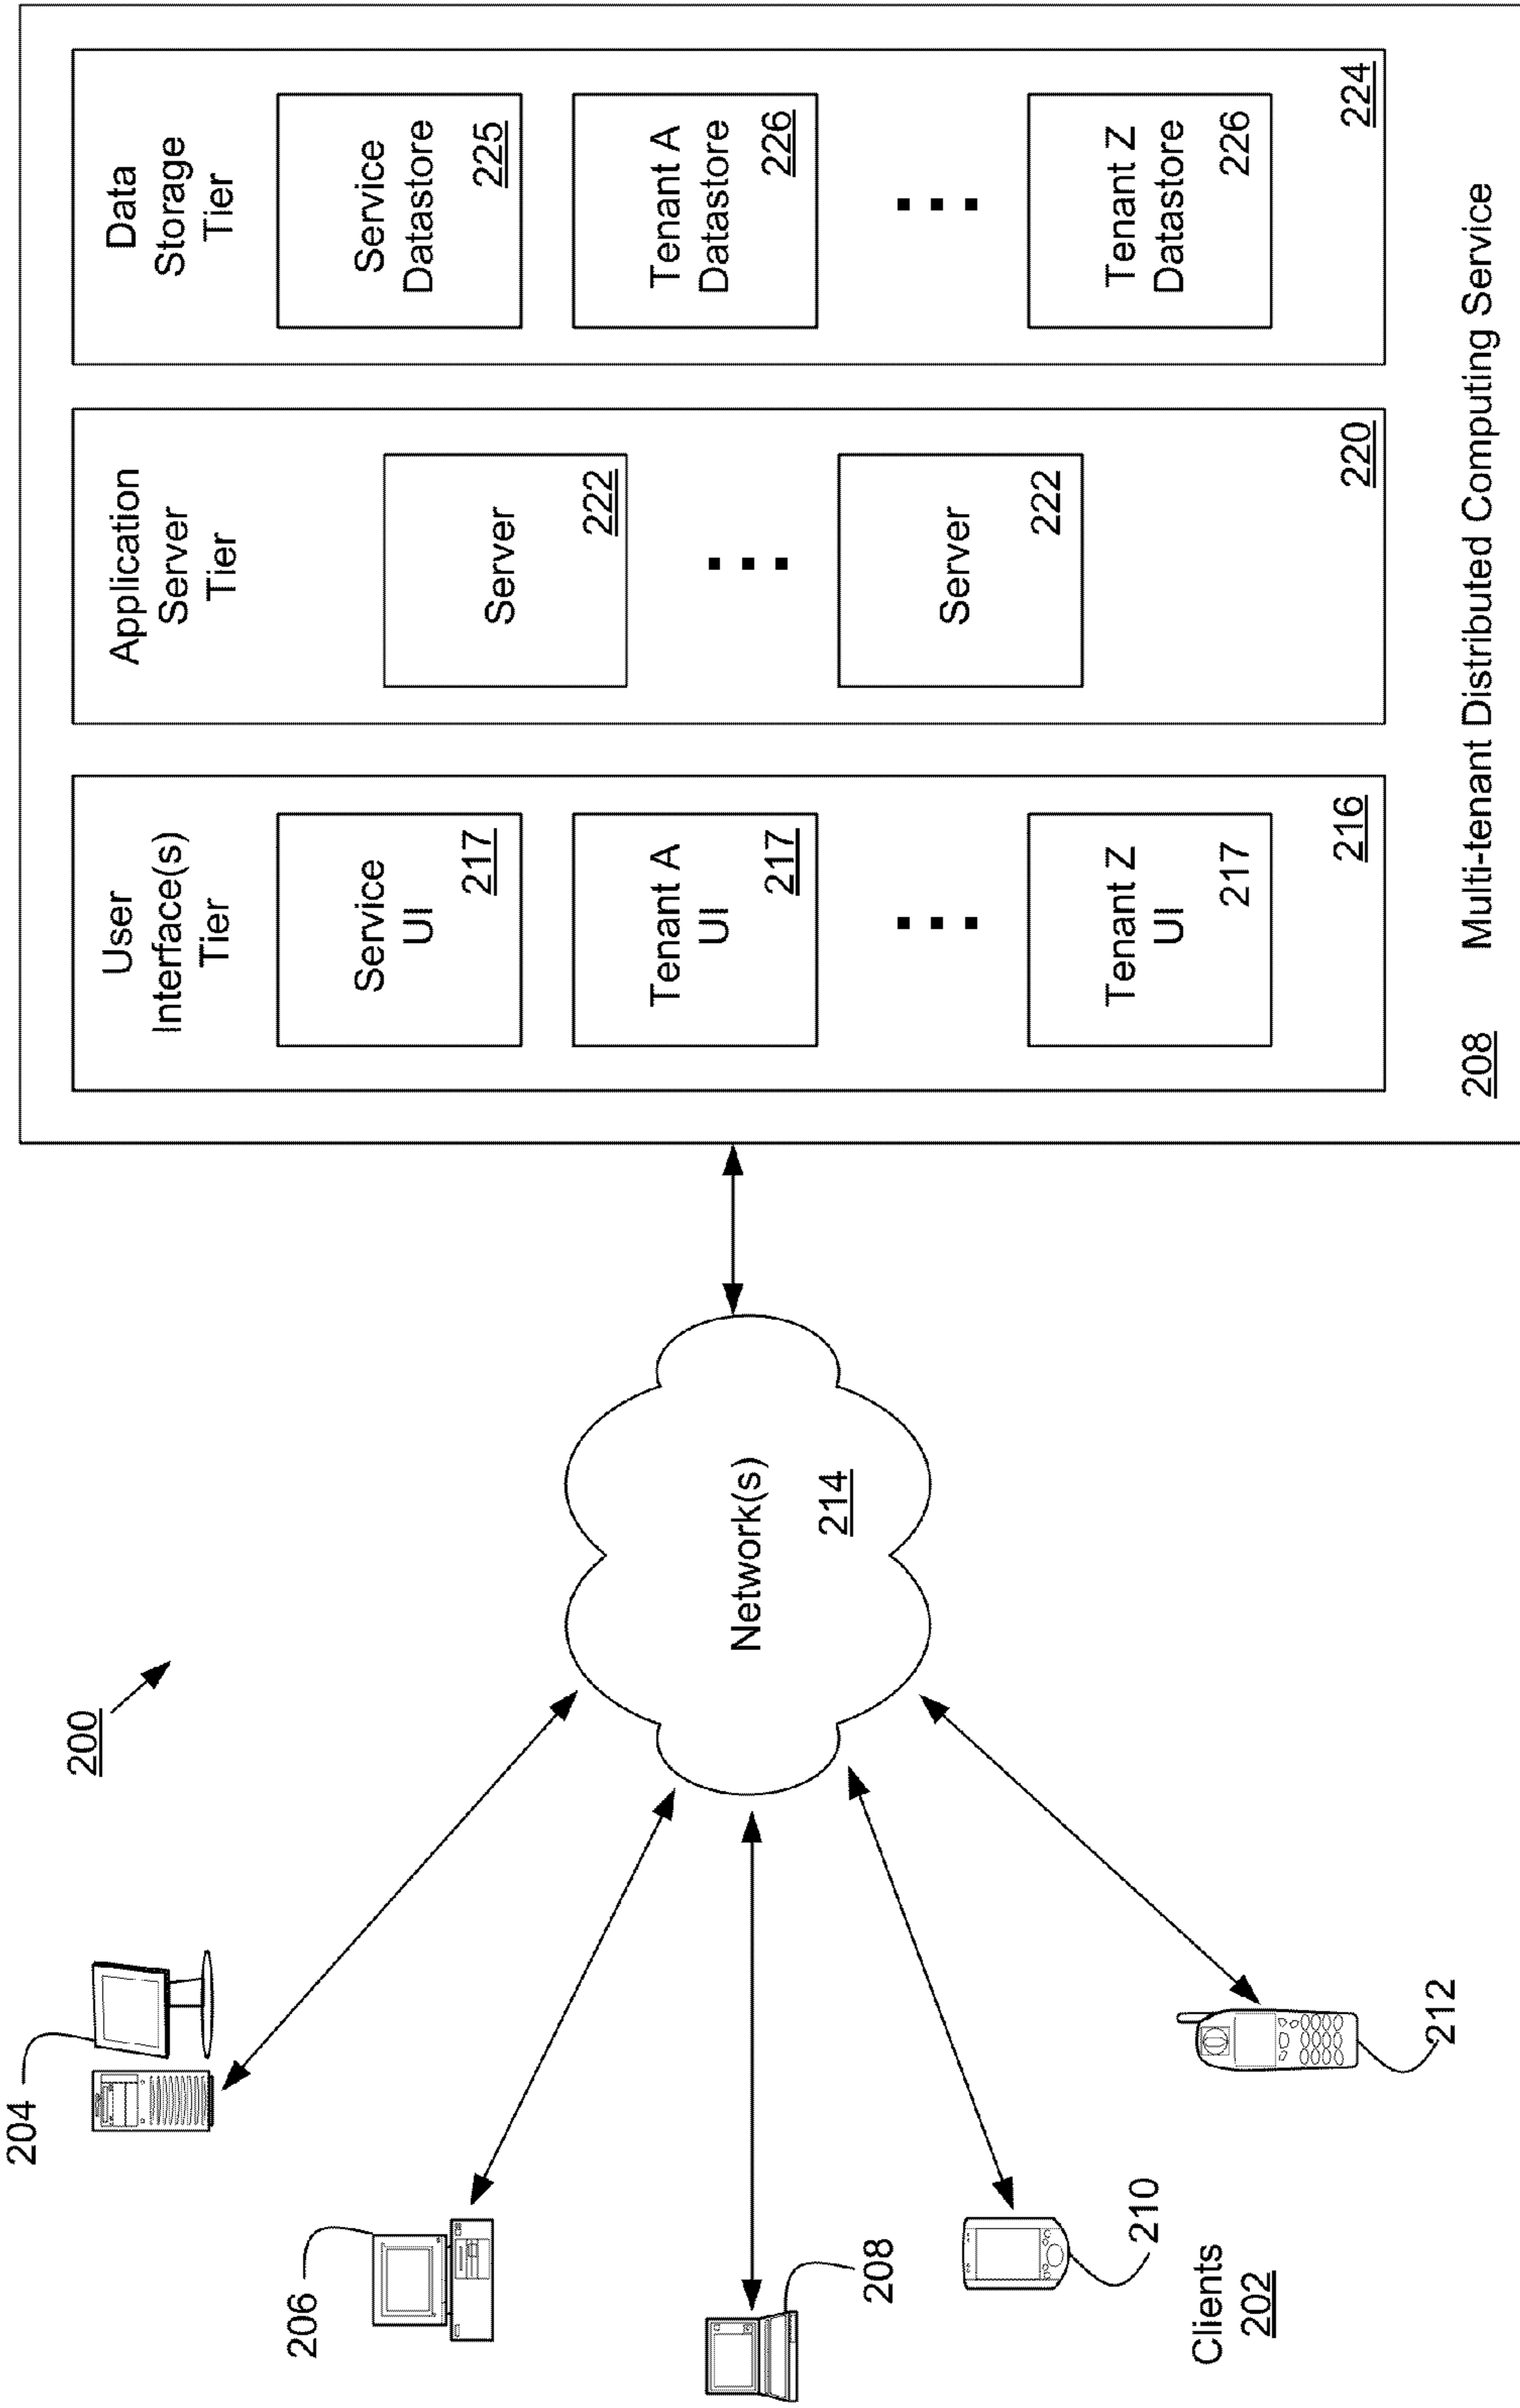 200
204
206
208
210
212
Clients
202
Network(s)
214
User
Interface(s)
Tier
Service
UI
217
Tenant A
UI
217
Tenant Z
UI
217
216
Application
Server
Tier
Server
222
Server
222
220
Data
Storage
Tier
Service
Datastore
225
Tenant A
Datastore
226
Tenant Z
Datastore
226
224
208 Multi-tenant Distributed Computing Service